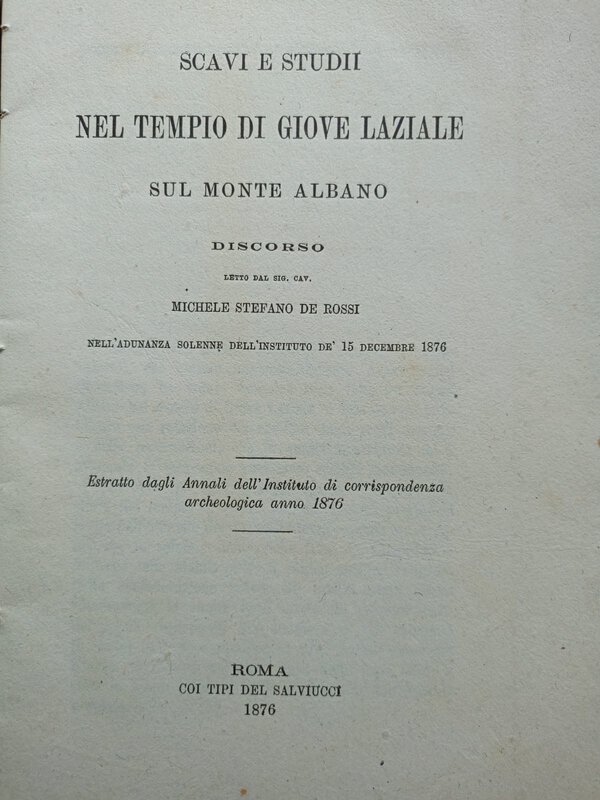 SCAVI E STUDII
NEL TEMPIO DI GIOVE LAZIALE
SUL MONTE ALBANO
DISCORSO
LETTO DAL SIG. CAV.
MICHELE STEFANO DE ROSSI
NELL'ADUNANZA SOLENNE DELL'INSTITUTO DE' 15 DECEMBRE 1876
Estratto dagli Annali dell'Instituto di corrispondenza
archeologica anno 1876
ROMA
COI TIPI DEL SALVIUCCI
1876